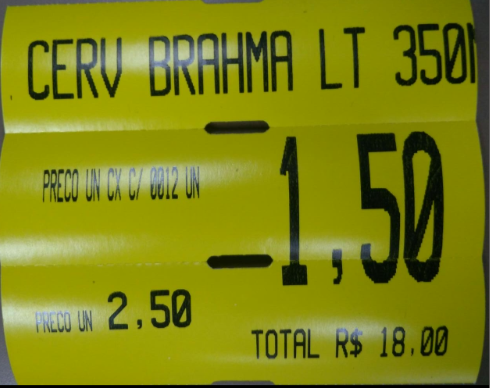 CERV BRAHMA LT 350
PRECO UN CX C/ 0012 UN
1,50
PRECO UN 2,50
TOTAL R$ 18.00